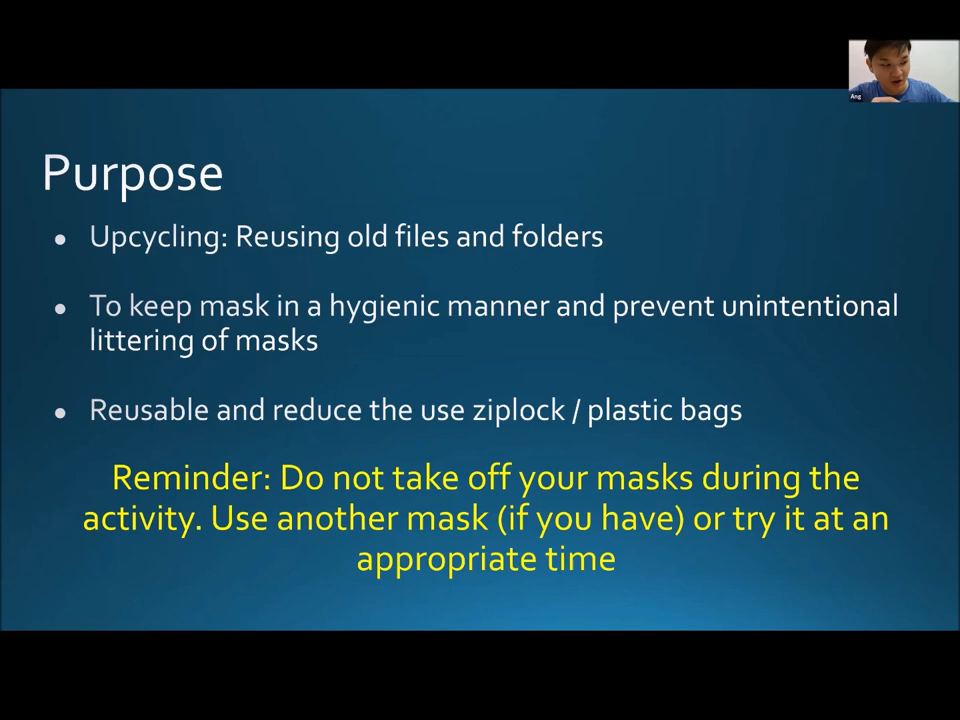 Ang
Purpose
● Upcycling: Reusing old files and folders
● To keep mask in a hygienic manner and prevent unintentional
littering of masks
● Reusable and reduce the use ziplock / plastic bags
Reminder: Do not take off your masks during the
activity. Use another mask (if you have) or try it at an
appropriate time